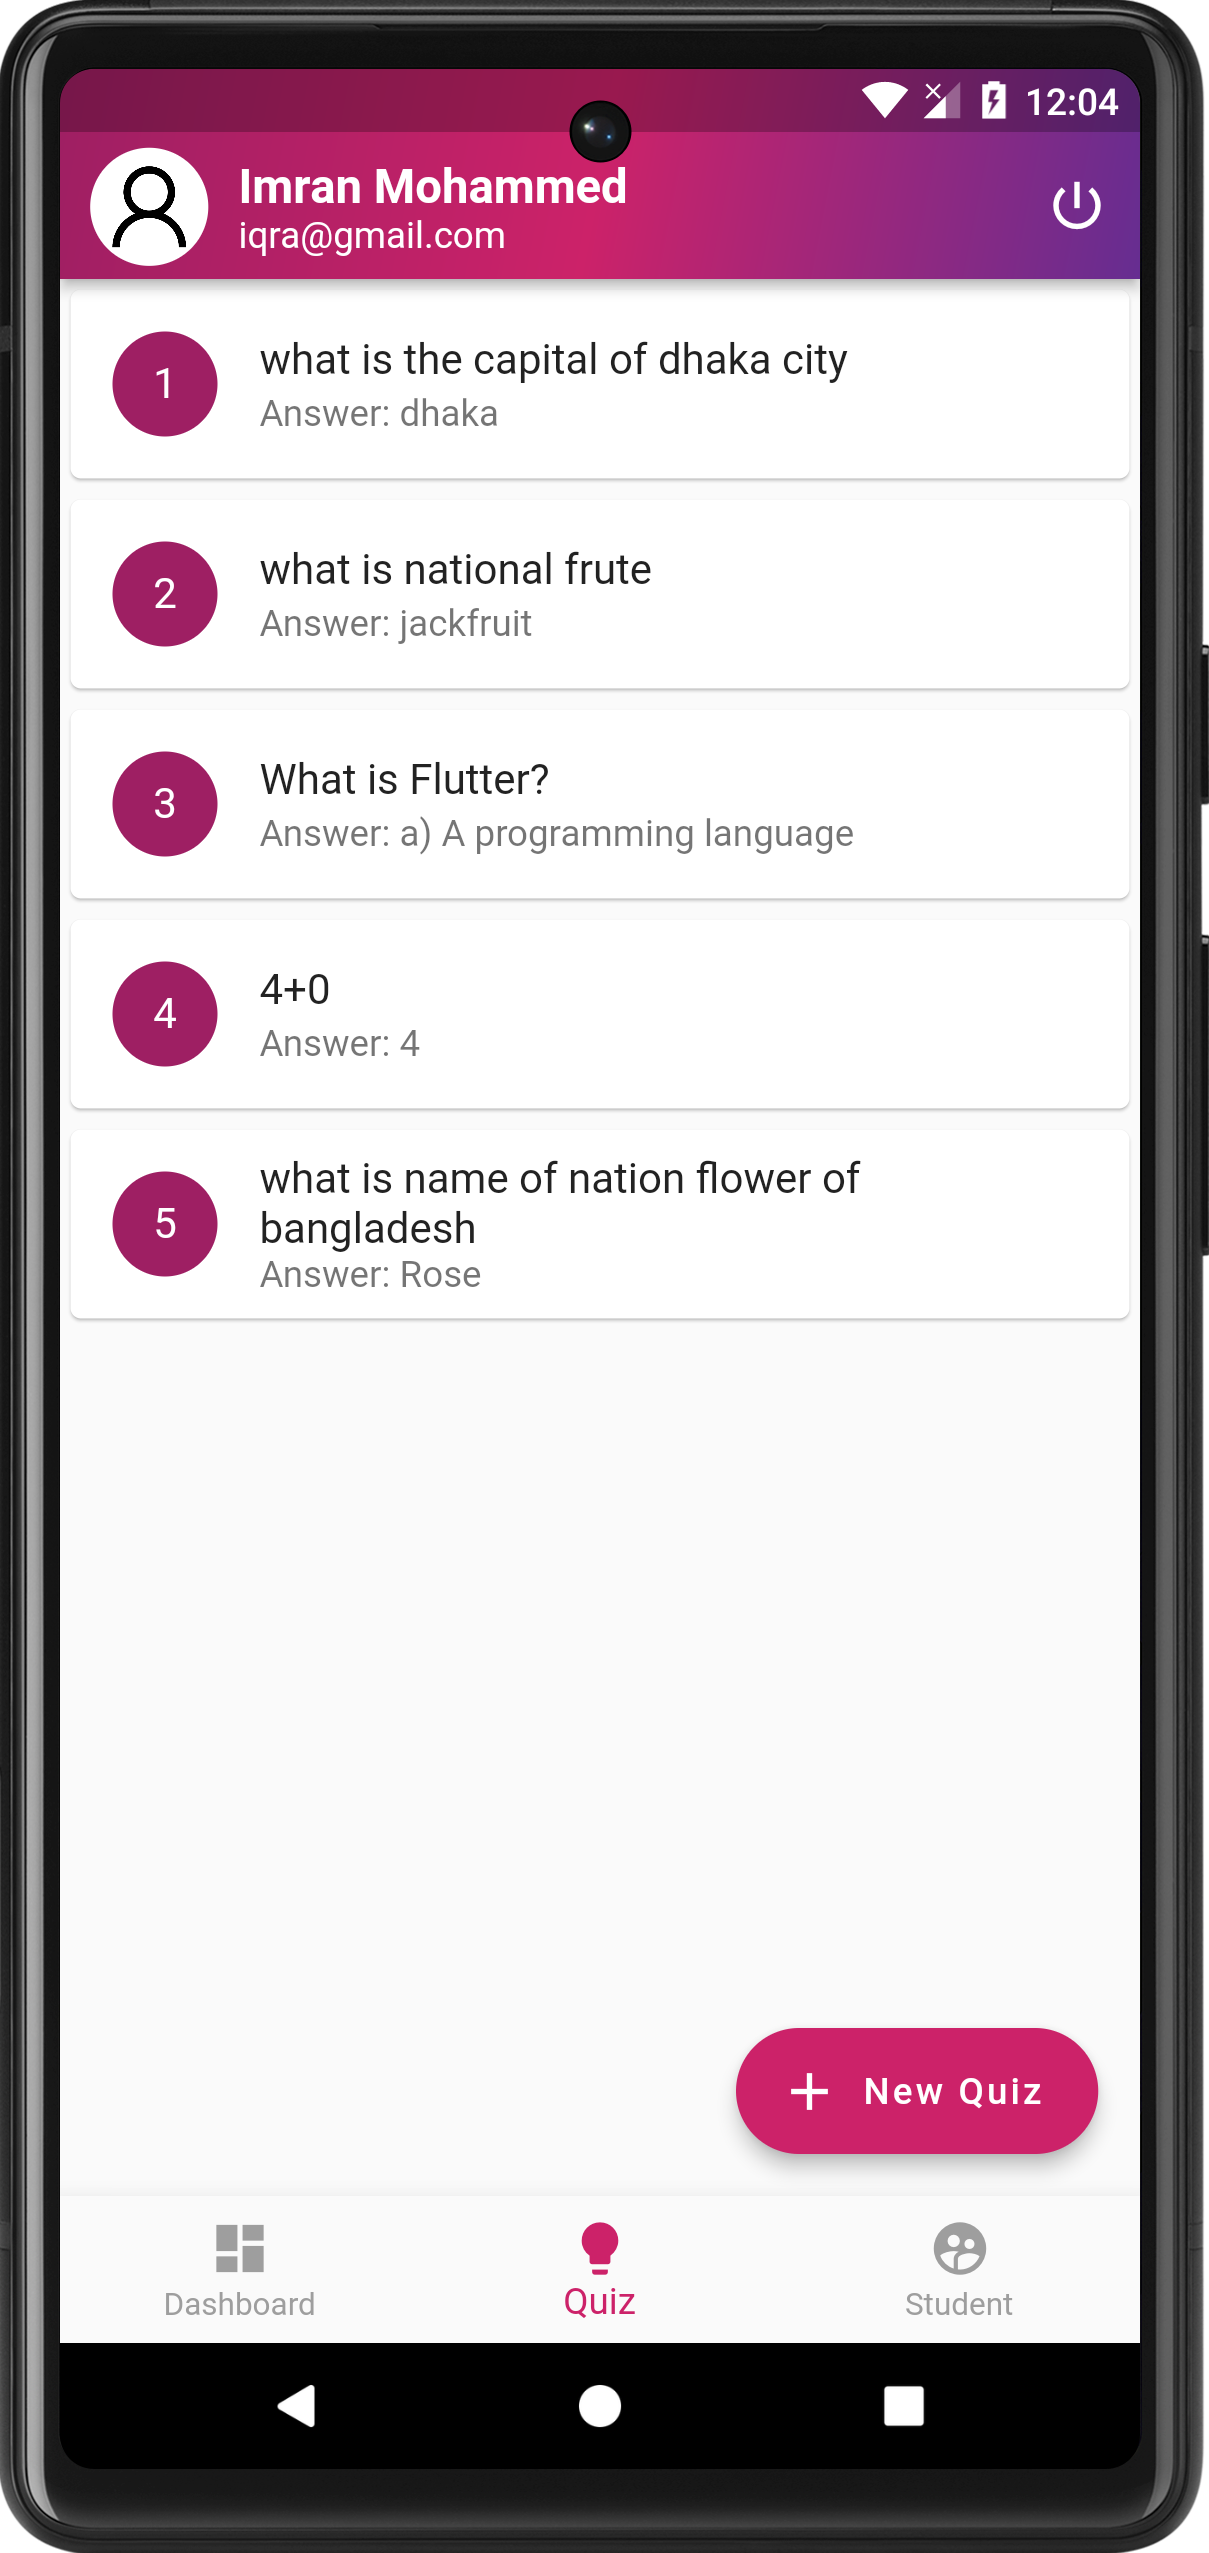 12:04
Imran Mohammed
iqra@gmail.com
1
what is the capital of dhaka city
Answer: dhaka
2
what is national frute
Answer: jackfruit
3
What is Flutter?
Answer: a) A programming language
4
4+0
Answer: 4
5
what is name of nation flower of
bangladesh
Answer: Rose
New Quiz
Dashboard
Quiz
Student